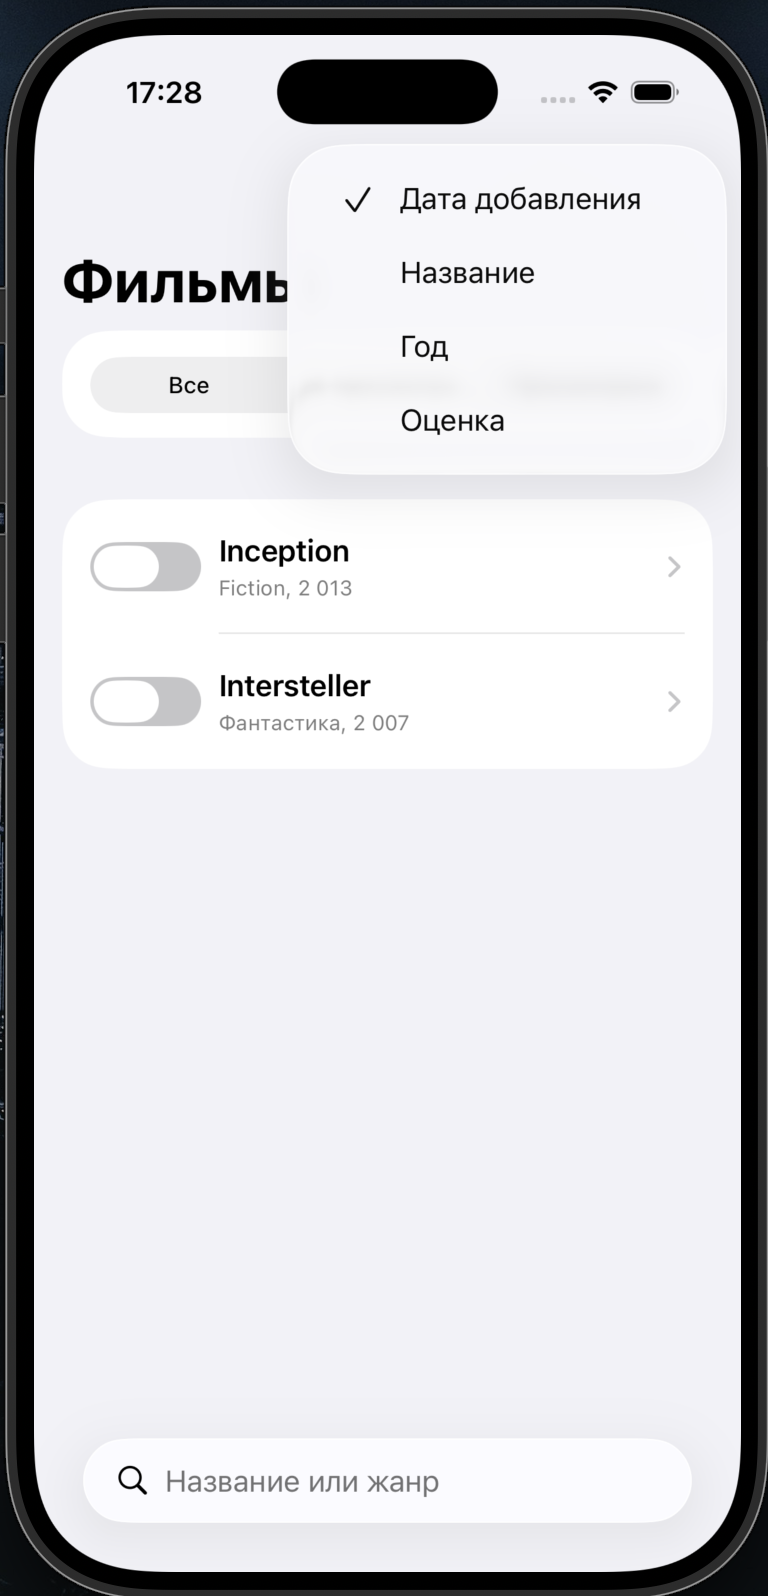 17:28
Дата добавления
Название
Год
Оценка
Фильмы
Все
Inception
Fiction, 2 013
Intersteller
Фантастика, 2 007
Название или жанр